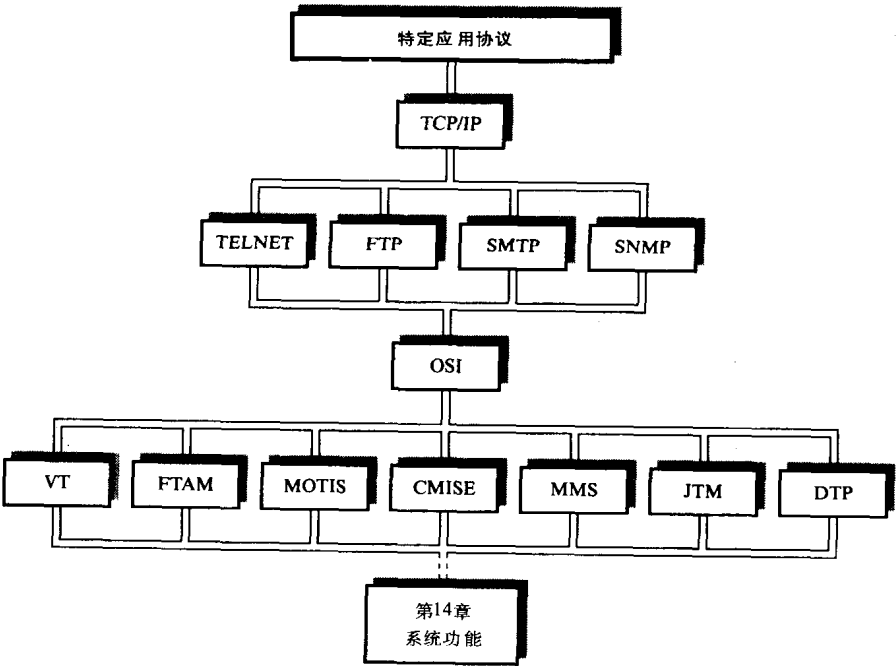 特定应用协议
TCP/IP
TELNET
FTP
SMTP
SNMP
OSI
VT
FTAM
MOTIS
CMISE
MMS
JTM
DTP
第14章
系统功能